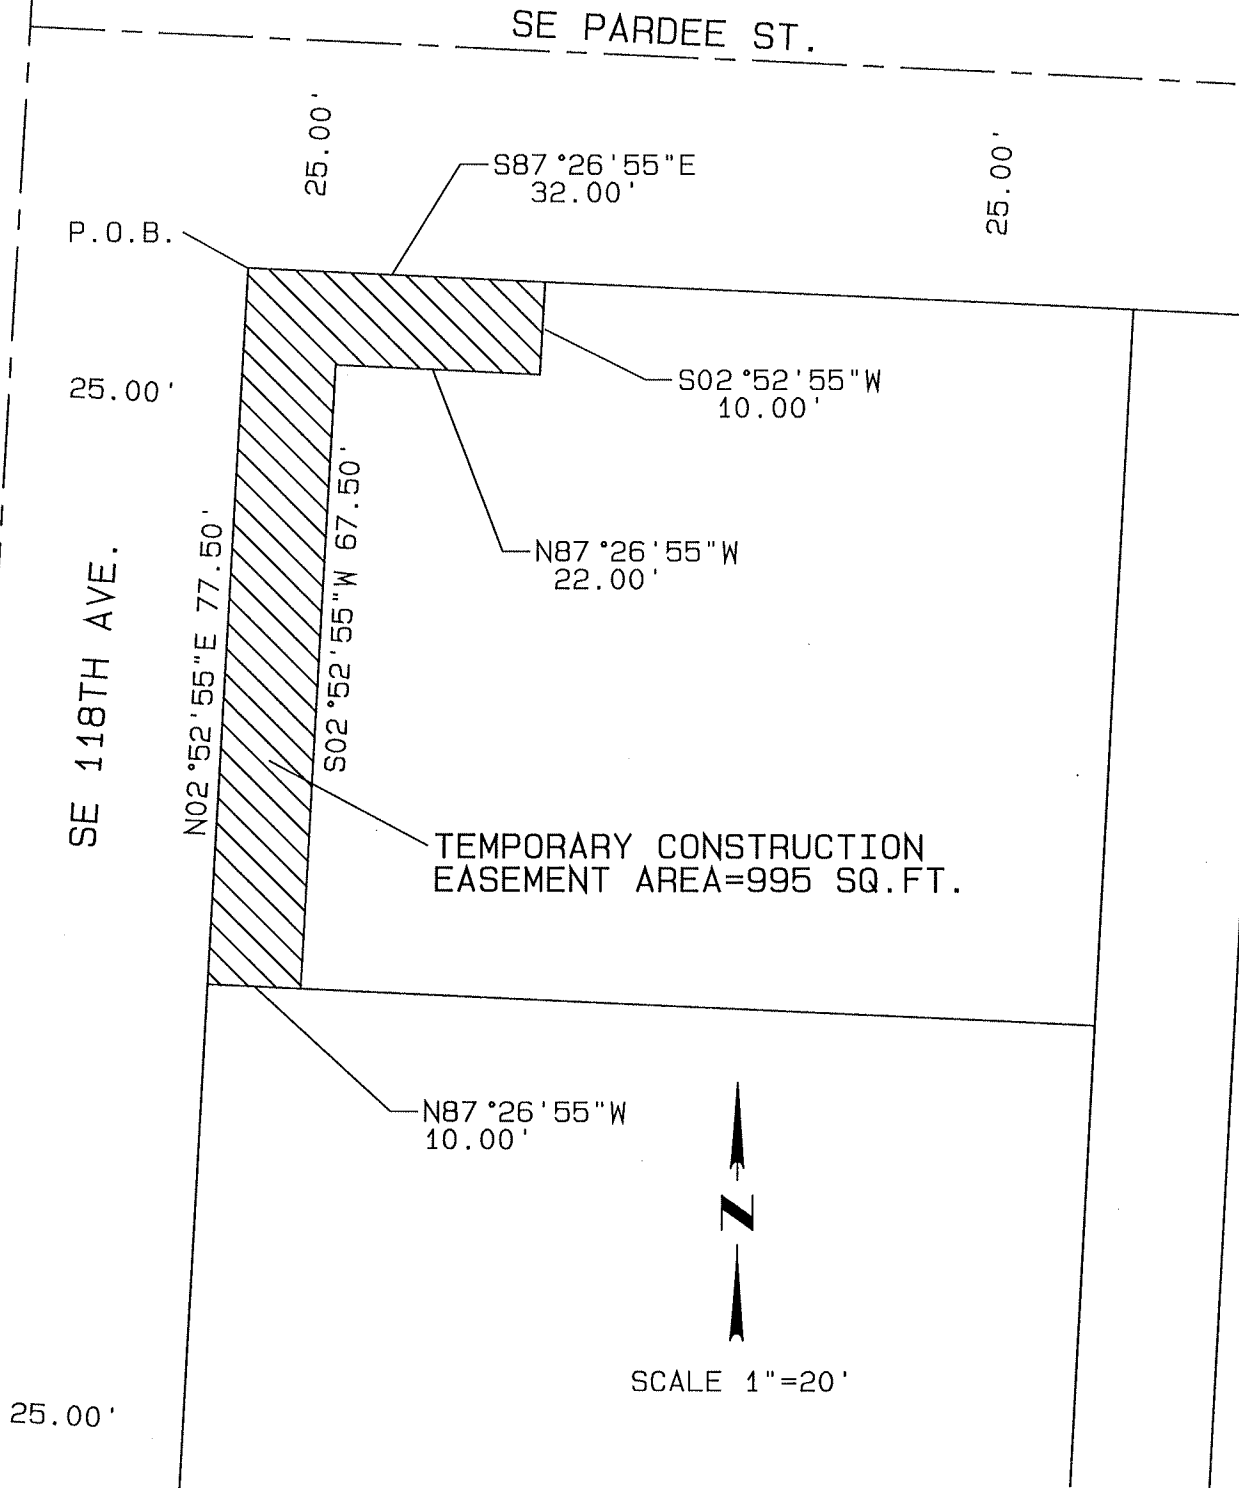 SE PARDEE ST.
25.00'
25.00'
S87°26'55"E
32.00'
P.O.B.
25.00'
S02°52'55"W
10.00'
N87°26'55"W
22.00'
SE 118TH AVE.
N02°52'55"E 77.50'
S02°52'55"W 67.50'
TEMPORARY CONSTRUCTION
EASEMENT AREA=995 SQ.FT.
N87°26'55"W
10.00'
N
SCALE 1"=20'
25.00'